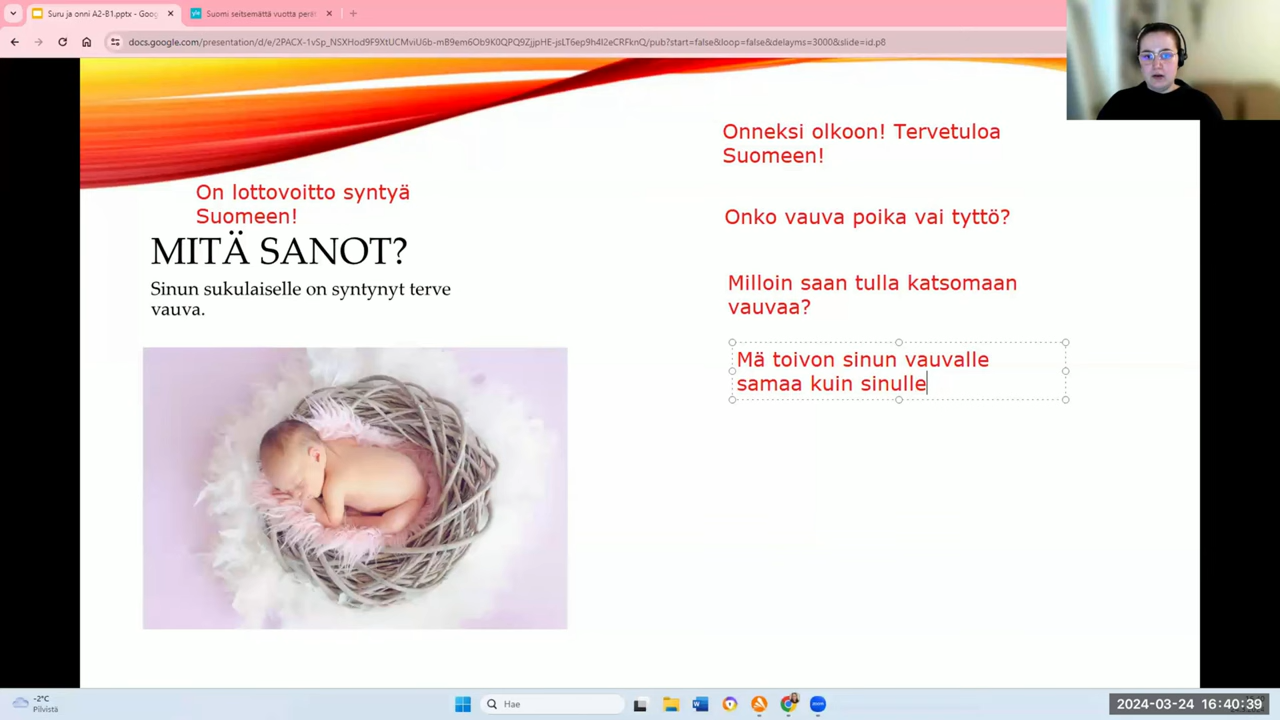 Suru ja onni A2-B1.pptx - Goog
Suomi seitsemättä vuotta peräl
docs.google.com/presentation/d/e/2PACX-1vSp_NSXHod9F9XtUCMviU6b-mB9em6Ob9K0QPQ9ZjjpHE-jsLT6ep9h4I2eCRFknQ/pub?start=false&loop=false&delayms=3000&slide=id.p8
On lottovoitto syntyä
Suomeen!
MITÄ SANOT?
Sinun sukulaiselle on syntynyt terve
vauva.
Onneksi olkoon! Tervetuloa
Suomeen!
Onko vauva poika vai tyttö?
Milloin saan tulla katsomaan
vauvaa?
Mä toivon sinun vauvalle
samaa kuin sinulle
-2°C
Pilvistä
Hae
2024-03-24 16:40:39